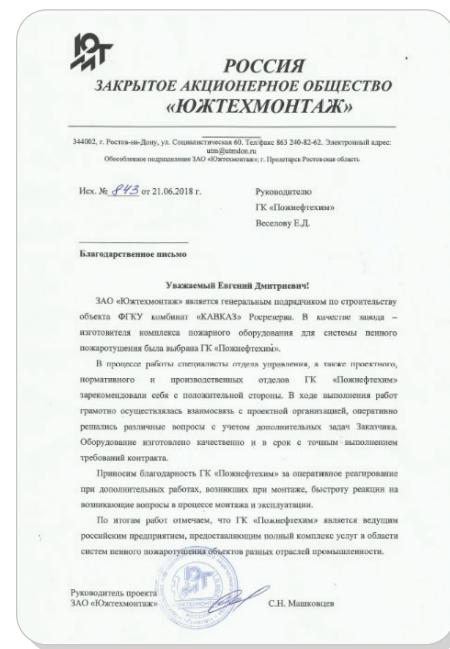 ЮТ
МТ
РОССИЯ
ЗАКРЫТОЕ АКЦИОНЕРНОЕ ОБЩЕСТВО
«ЮЖТЕХМОНТАЖ»
344002, г. Ростов-на-Дону, ул. Социалистическая 60. Тел/факс 863 240-82-62. Электронный адрес:
utm@utmdon.ru
Обособленное подразделение ЗАО «Южтехмонтаж»; г. Пролетарск Ростовская область
Исх. № 843 от 21.06.2018 г.
Руководителю
ГК «Пожнефтехим»
Веселову Е.Д.
Благодарственное письмо
Уважаемый Евгений Дмитриевич!
ЗАО «Южтехмонтаж» является генеральным подрядчиком по строительству
объекта ФГКУ комбинат «КАВКАЗ» Росрезерва. В качестве завода –
изготовителя комплекса пожарного оборудования для системы пенного
пожаротушения была выбрана ГК «Пожнефтехим».
В процессе работы специалисты отдела управления, а также проектного,
нормативного и производственных отделов ГК «Пожнефтехим»
зарекомендовали себя с положительной стороны. В ходе выполнения работ
грамотно осуществлялась взаимосвязь с проектной организацией, оперативно
решались различные вопросы с учетом дополнительных задач Заказчика.
Оборудование изготовлено качественно и в срок с точным выполнением
требований контракта.
Приносим благодарность ГК «Пожнефтехим» за оперативное реагирование
при дополнительных работах, возникших при монтаже, быстроту реакции на
возникающие вопросы в процессе монтажа и эксплуатации.
По итогам работ отмечаем, что ГК «Пожнефтехим» является ведущим
российским предприятием, предоставляющим полный комплекс услуг в области
систем пенного пожаротушения объектов разных отраслей промышленности.
Руководитель проекта
ЗАО «Южтехмонтаж»
С.Н. Машковцев